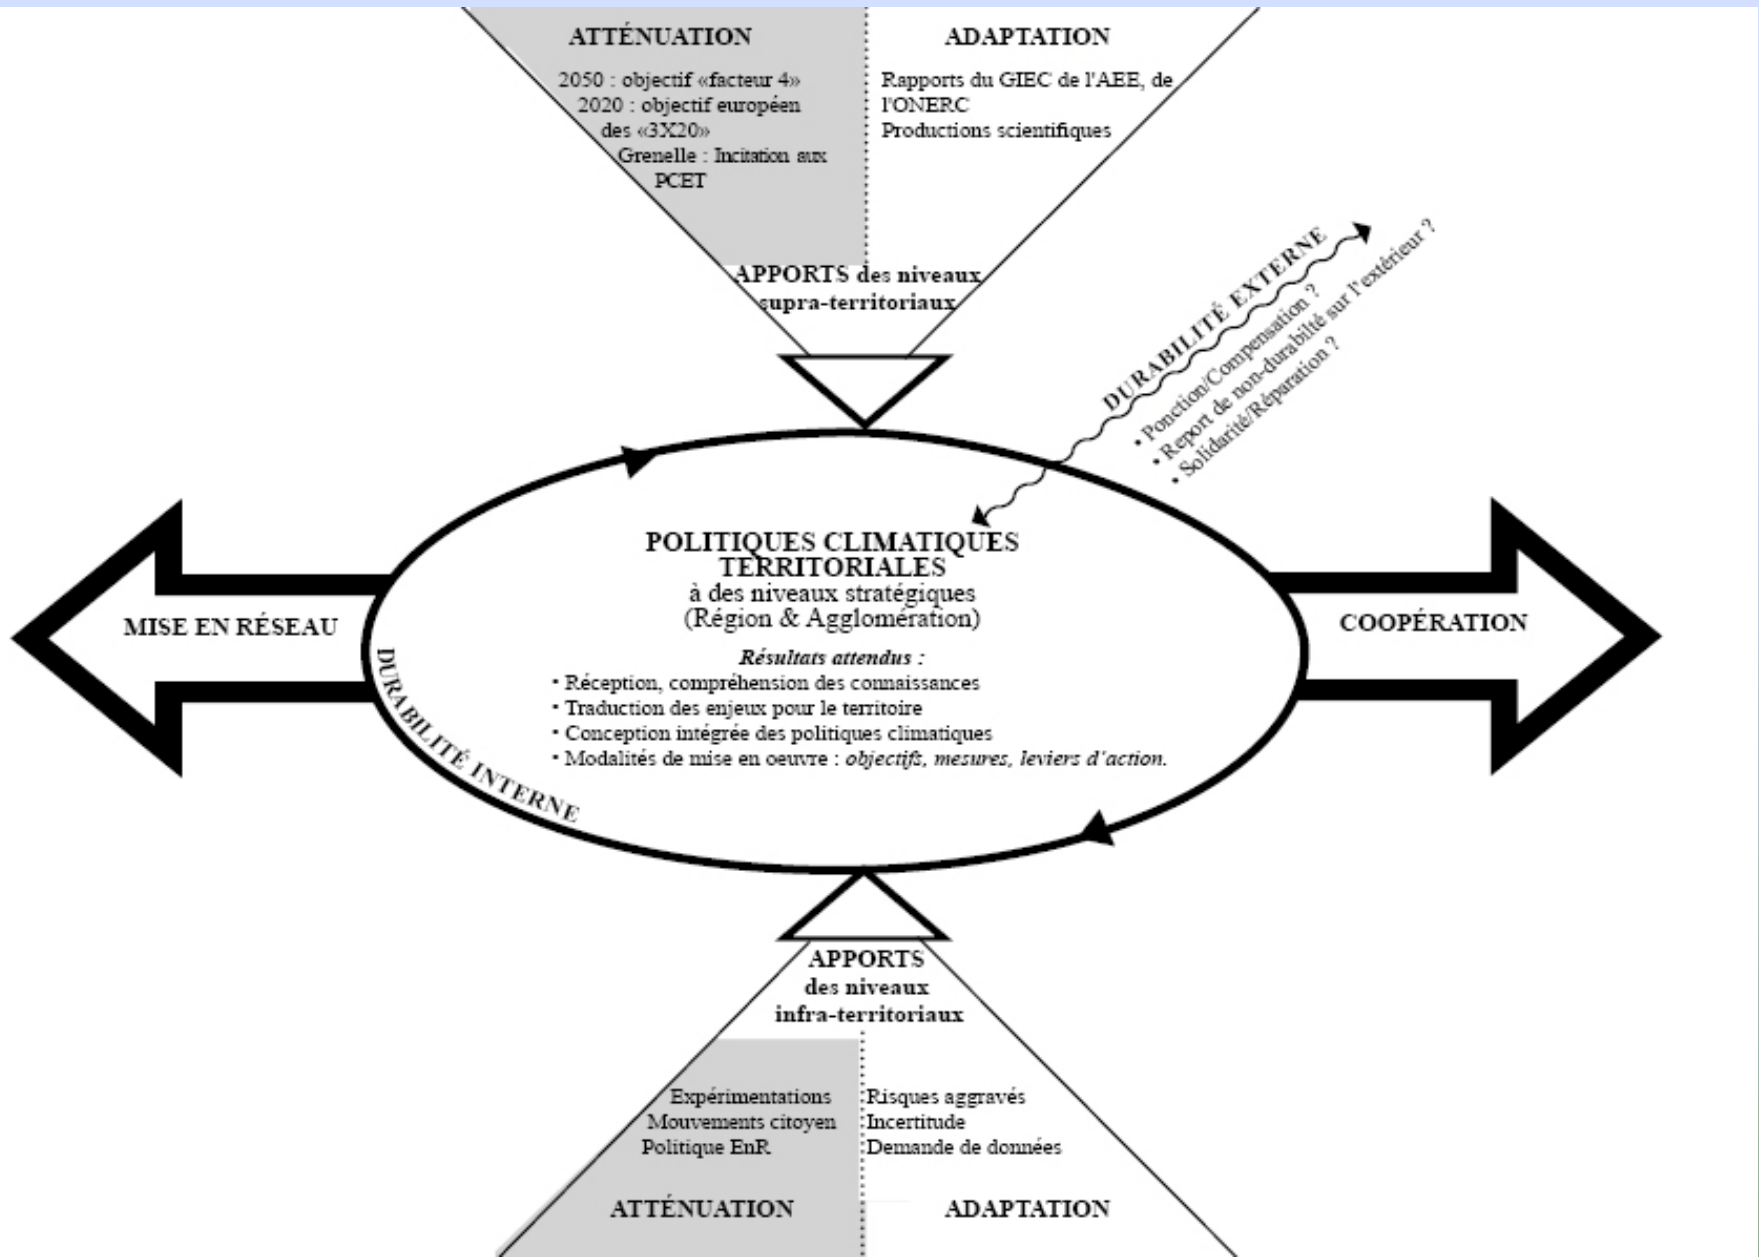 ATTÉNUATION
2050 : objectif «facteur 4»
2020 : objectif européen
des «3X20»
Grenelle : Incitation aux
PCET
ADAPTATION
Rapports du GIEC de l'AEE, de
l'ONERC
Productions scientifiques
APPORTS des niveaux
supra-territoriaux
DURABILITÉ EXTERNE
• Ponction/Compensation ?
• Report de non-durabilté sur l'extérieur ?
• Solidarité/Réparation ?
MISE EN RÉSEAU
POLITIQUES CLIMATIQUES
TERRITORIALES
à des niveaux stratégiques
(Région & Agglomération)
Résultats attendus :
• Réception, compréhension des connaissances
• Traduction des enjeux pour le territoire
• Conception intégrée des politiques climatiques
• Modalités de mise en oeuvre : objectifs, mesures, leviers d'action.
COOPÉRATION
DURABILITÉ INTERNE
APPORTS
des niveaux
infra-territoriaux
Expérimentations
Mouvements citoyen
Politique EnR
ATTÉNUATION
Risques aggravés
Incertitude
Demande de données
ADAPTATION